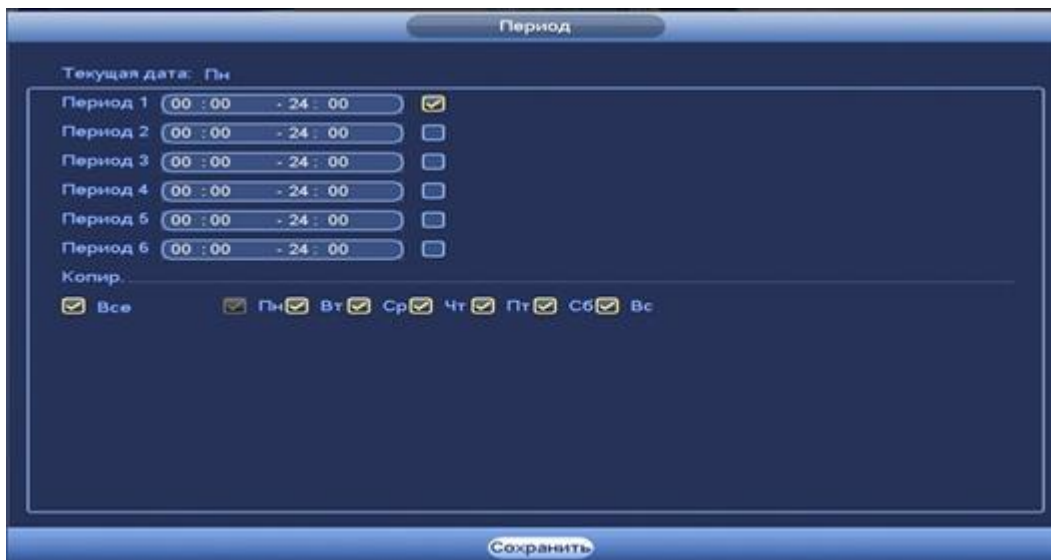 Период
Текущая дата: Пн
Период 1 00 : 00 - 24 : 00
Период 2 00 : 00 - 24 : 00
Период 3 00 : 00 - 24 : 00
Период 4 00 : 00 - 24 : 00
Период 5 00 : 00 - 24 : 00
Период 6 00 : 00 - 24 : 00
Копир.
Все Пн Вт Ср Чт Пт Сб Вс
Сохранить